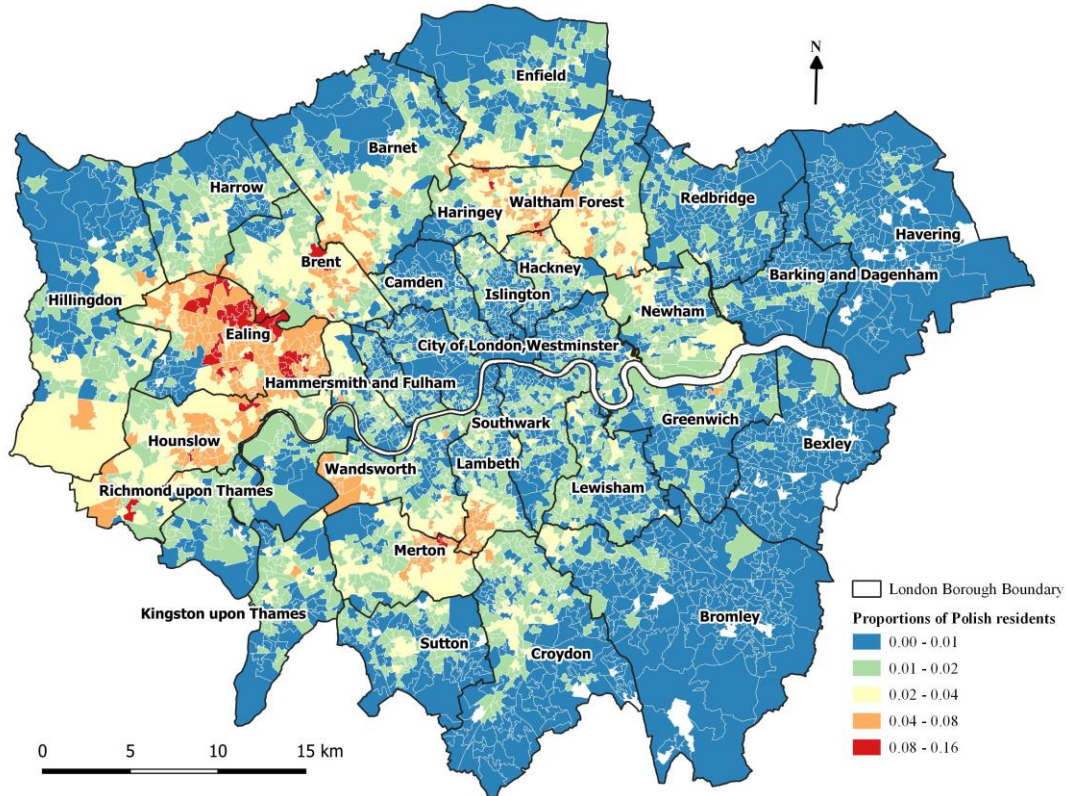 N
Enfield
Barnet
Harrow
Haringey
Waltham Forest
Redbridge
Havering
Brent
Hackney
Camden
Islington
Barking and Dagenham
Hillingdon
Newham
Ealing
City of London,Westminster
Hammersmith and Fulham
Southwark
Greenwich
Hounslow
Bexley
Wandsworth
Lambeth
Richmond upon Thames
Lewisham
Merton
Kingston upon Thames
Sutton
Croydon
Bromley
London Borough Boundary
Proportions of Polish residents
0.00 - 0.01
0.01 - 0.02
0.02 - 0.04
0.04 - 0.08
0.08 - 0.16
0 5 10 15 km